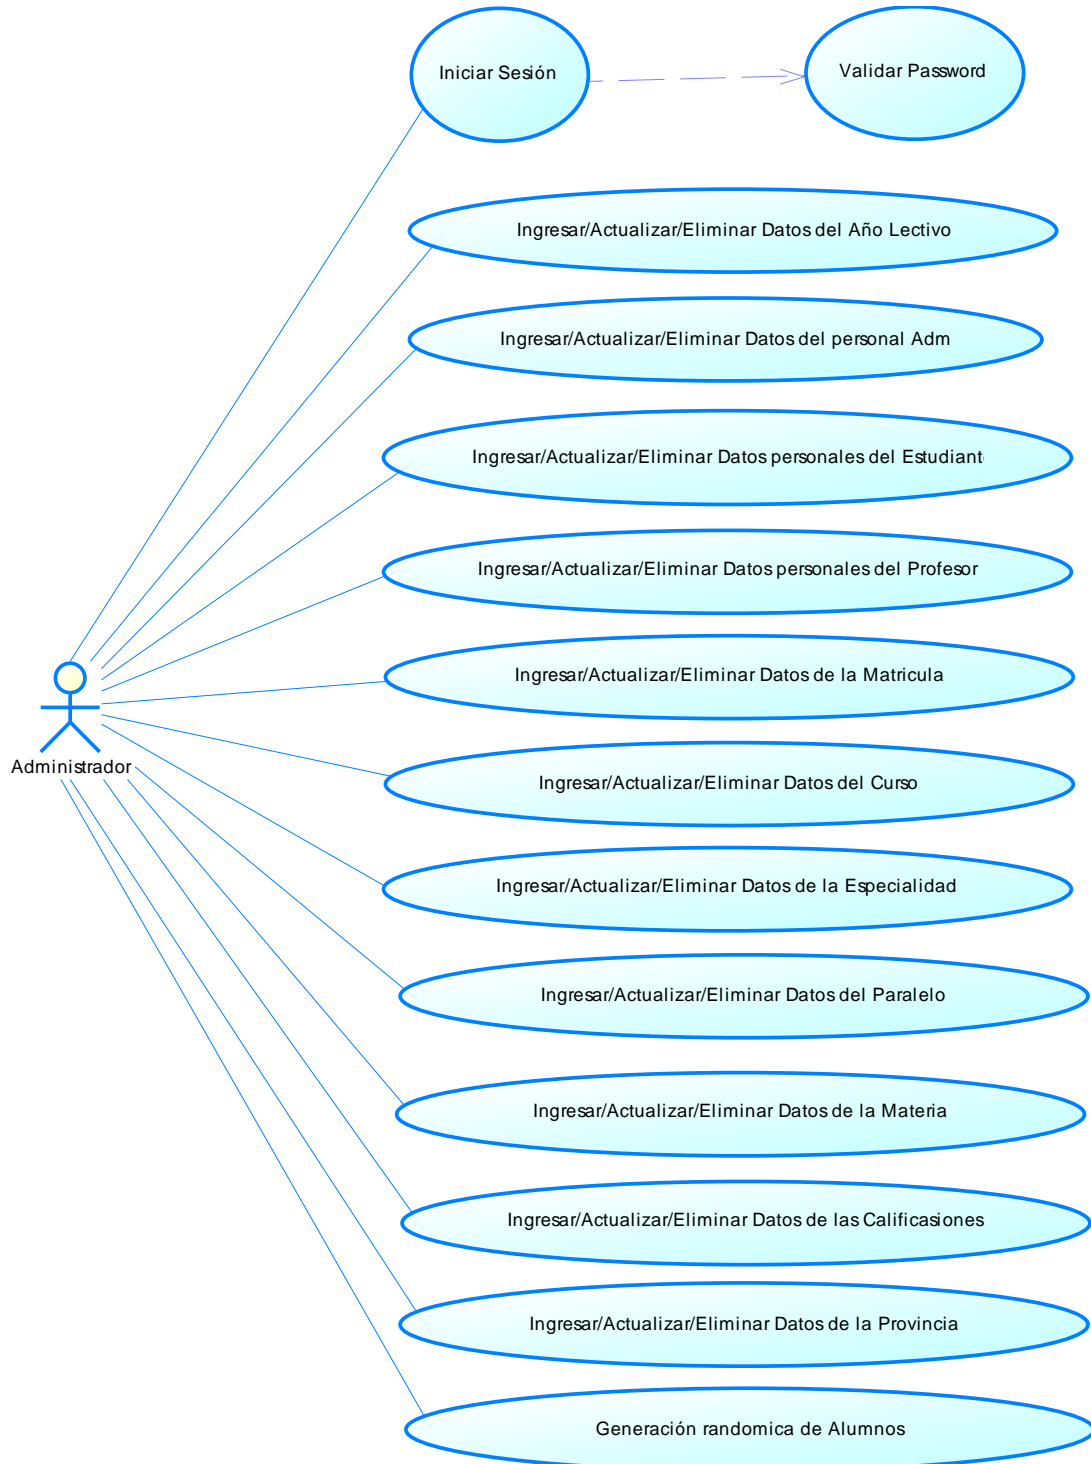 Iniciar Sesión
Validar Password
Ingresar/Actualizar/Eliminar Datos del Año Lectivo
Ingresar/Actualizar/Eliminar Datos del personal Adm
Ingresar/Actualizar/Eliminar Datos personales del Estudiant
Ingresar/Actualizar/Eliminar Datos personales del Profesor
Ingresar/Actualizar/Eliminar Datos de la Matricula
Administrador
Ingresar/Actualizar/Eliminar Datos del Curso
Ingresar/Actualizar/Eliminar Datos de la Especialidad
Ingresar/Actualizar/Eliminar Datos del Paralelo
Ingresar/Actualizar/Eliminar Datos de la Materia
Ingresar/Actualizar/Eliminar Datos de las Calificasiones
Ingresar/Actualizar/Eliminar Datos de la Provincia
Generación randomica de Alumnos